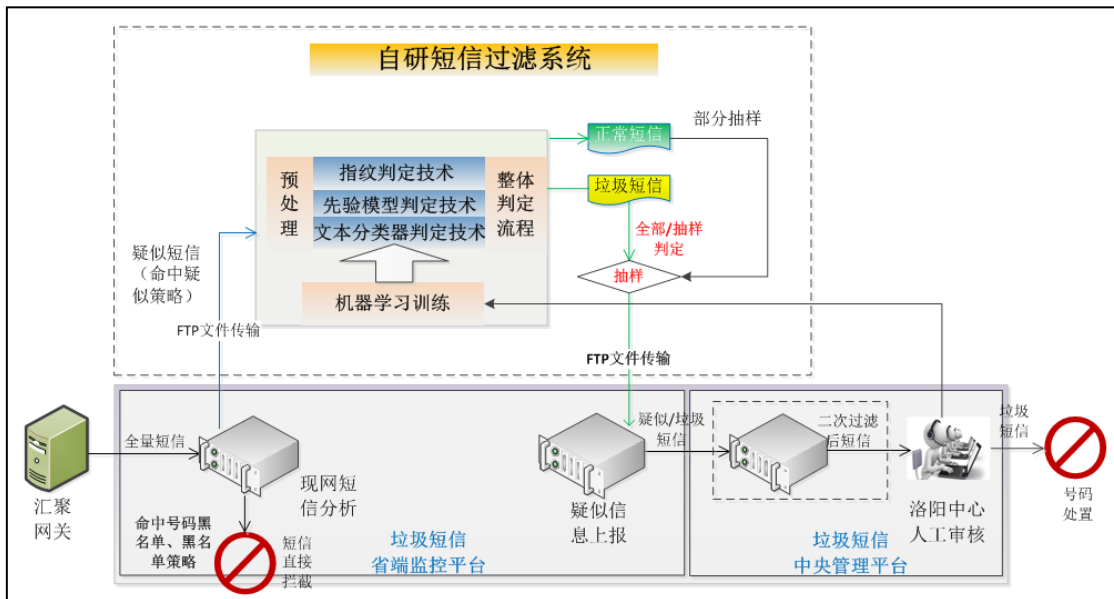 自研短信过滤系统
部分抽样
正常短信
垃圾短信
预
处
理
指纹判定技术
先验模型判定技术
文本分类器判定技术
整体
判定
流程
全部/抽样
判定
抽样
机器学习训练
疑似短信
（命中疑
似策略）
FTP文件传输
FTP文件传输
汇聚
网关
全量短信
现网短
信分析
命中号码黑
名单、黑名
单策略
短信
直接
拦截
垃圾短信
省端监控平台
疑似信
息上报
疑似/垃圾
短信
二次过滤
后短信
洛阳中心
人工审核
垃圾短信
中央管理平台
垃圾
短信
号码
处置